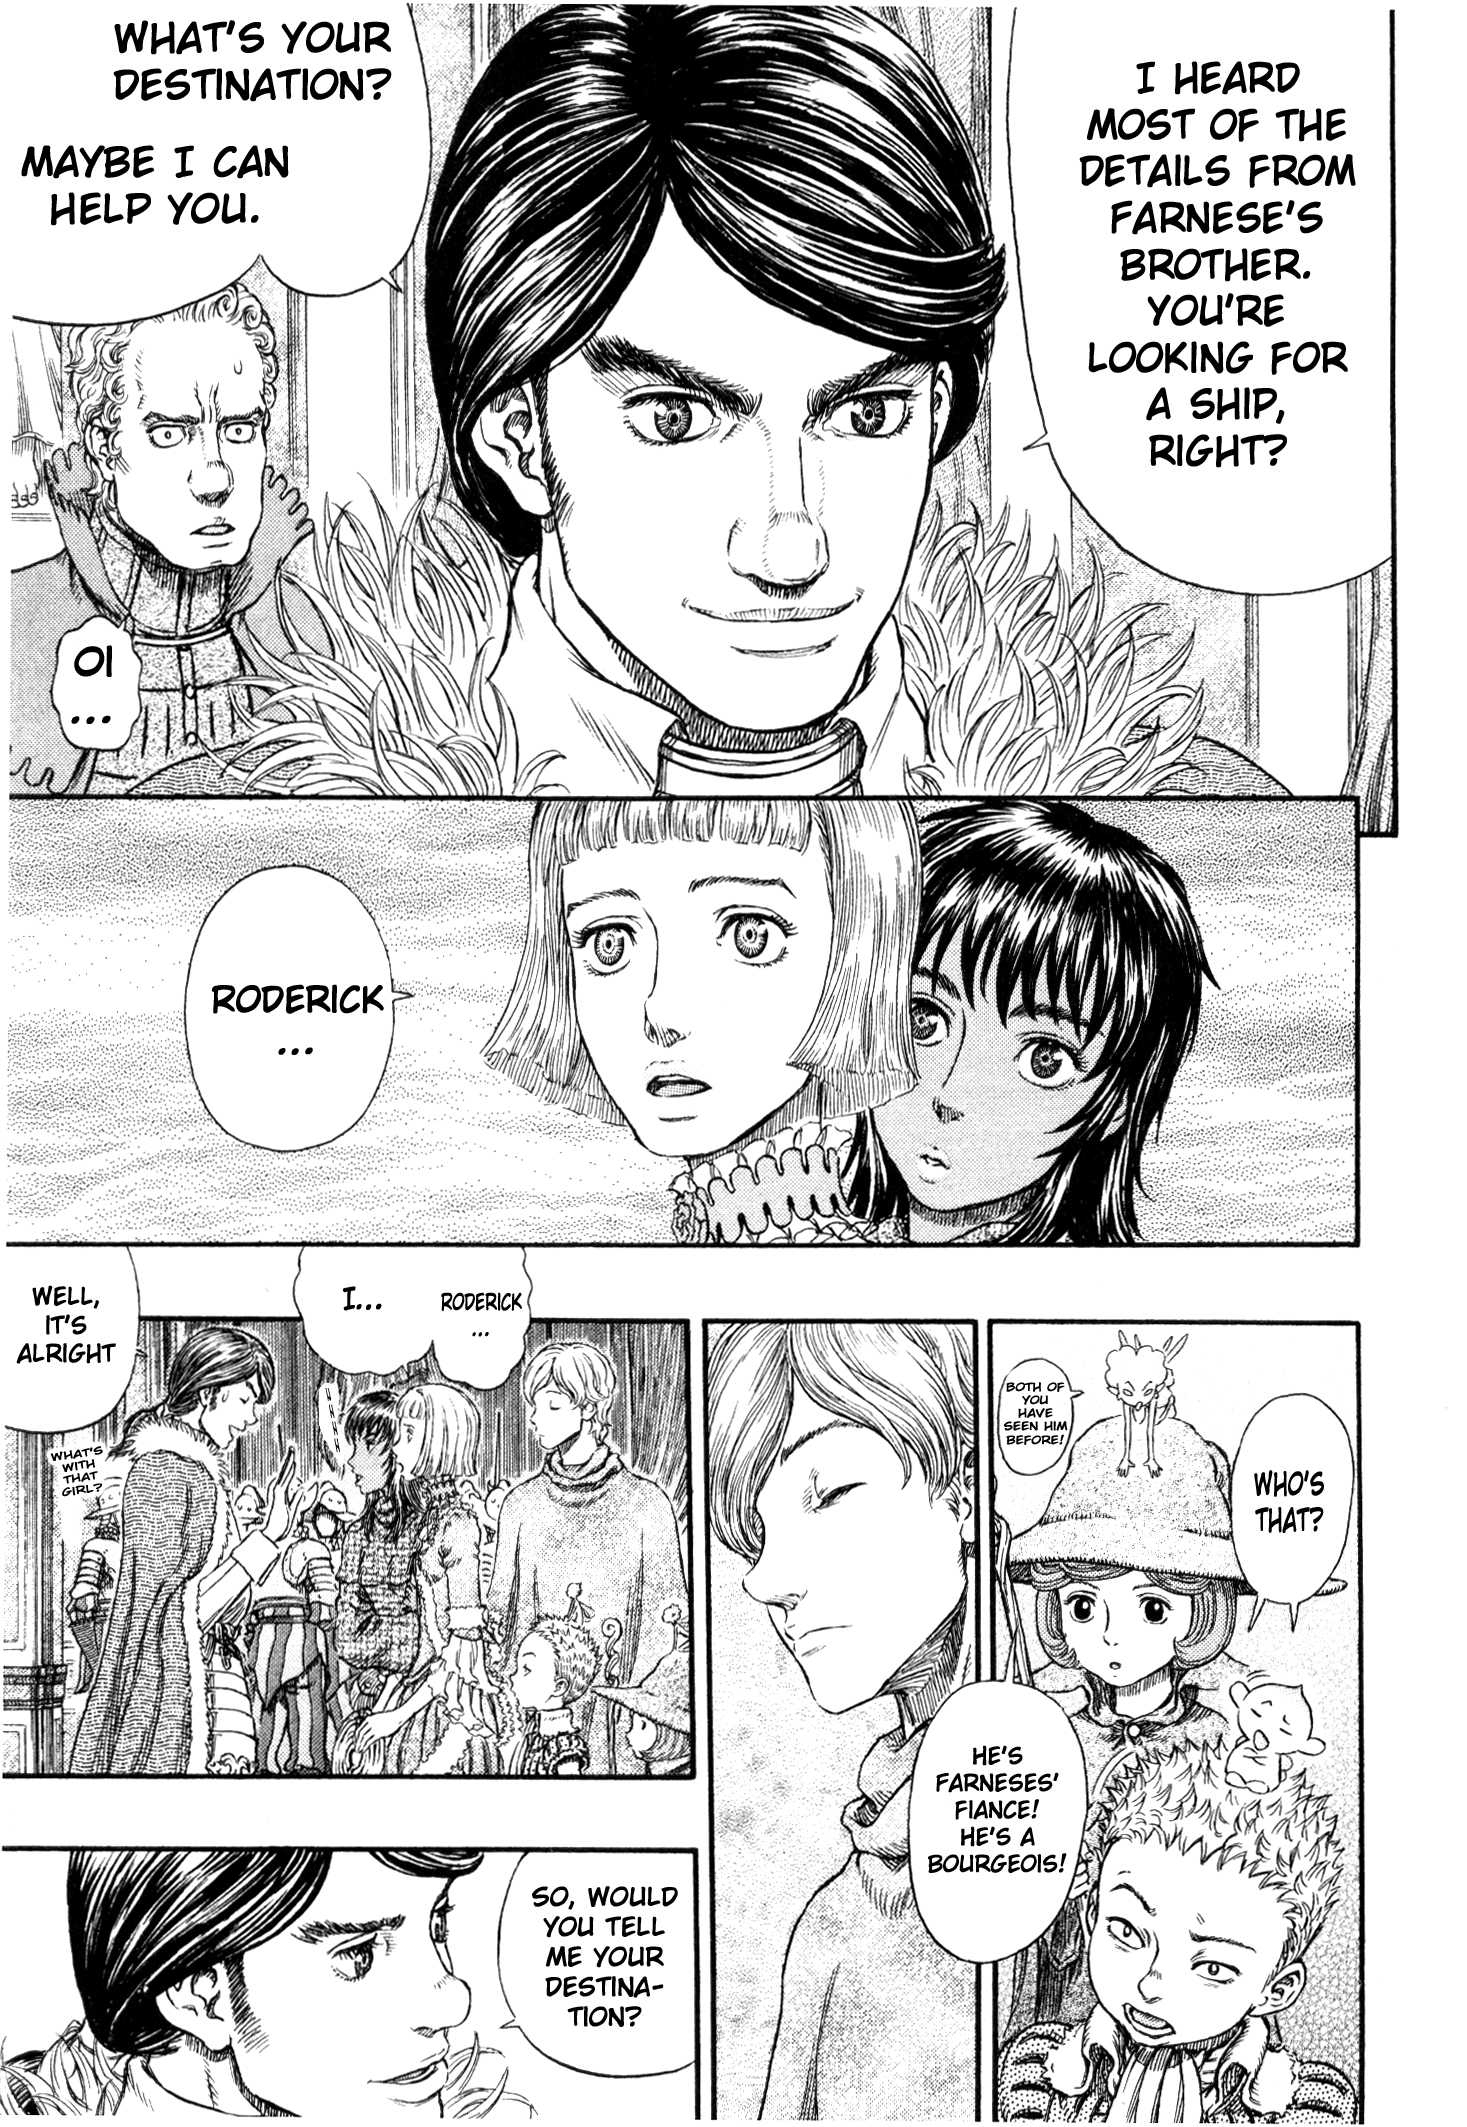 I HEARD
MOST OF THE
DETAILS FROM
FARNESE'S
BROTHER.
YOU'RE
LOOKING FOR
A SHIP,
RIGHT?
WHAT'S YOUR
DESTINATION?
MAYBE I CAN
HELP YOU.
OI
...
RODERICK
...
WHO'S
THAT?
BOTH OF
YOU
HAVE
SEEN HIM
BEFORE!
HE'S
FARNESES'
FIANCE!
HE'S A
BOURGEOIS!
RODERICK
...
I...
WELL,
IT'S
ALRIGHT
WHAT'S
WITH
THAT
GIRL?
SO, WOULD
YOU TELL
ME YOUR
DESTINA-
TION?